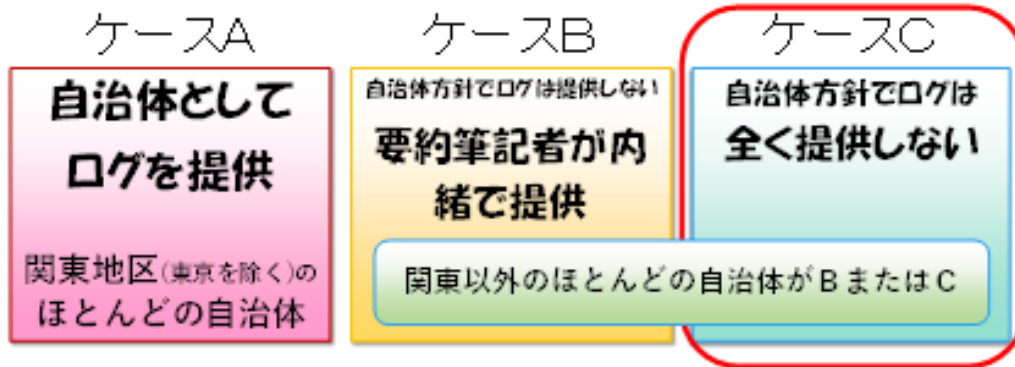 ケースA
自治体として
ログを提供
関東地区(東京を除く)の
ほとんどの自治体
ケースB
自治体方針でログは提供しない
要約筆記者が内
緒で提供
ケースC
自治体方針でログは
全く提供しない
関東以外のほとんどの自治体がBまたはC